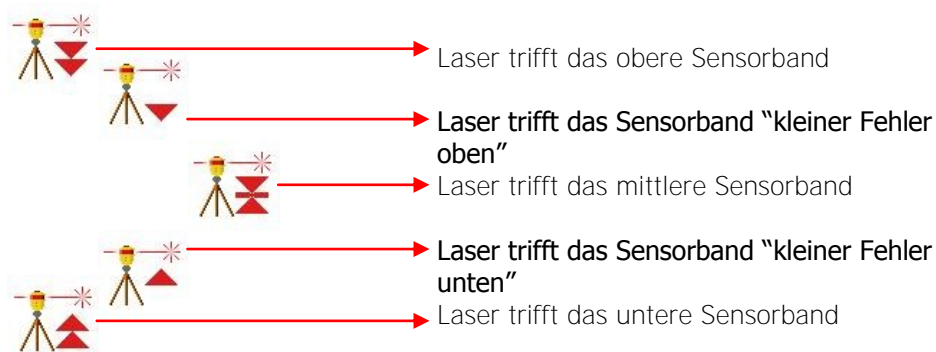 Laser trifft das obere Sensorband
Laser trifft das Sensorband “kleiner Fehler
oben”
Laser trifft das mittlere Sensorband
Laser trifft das Sensorband “kleiner Fehler
unten”
Laser trifft das untere Sensorband